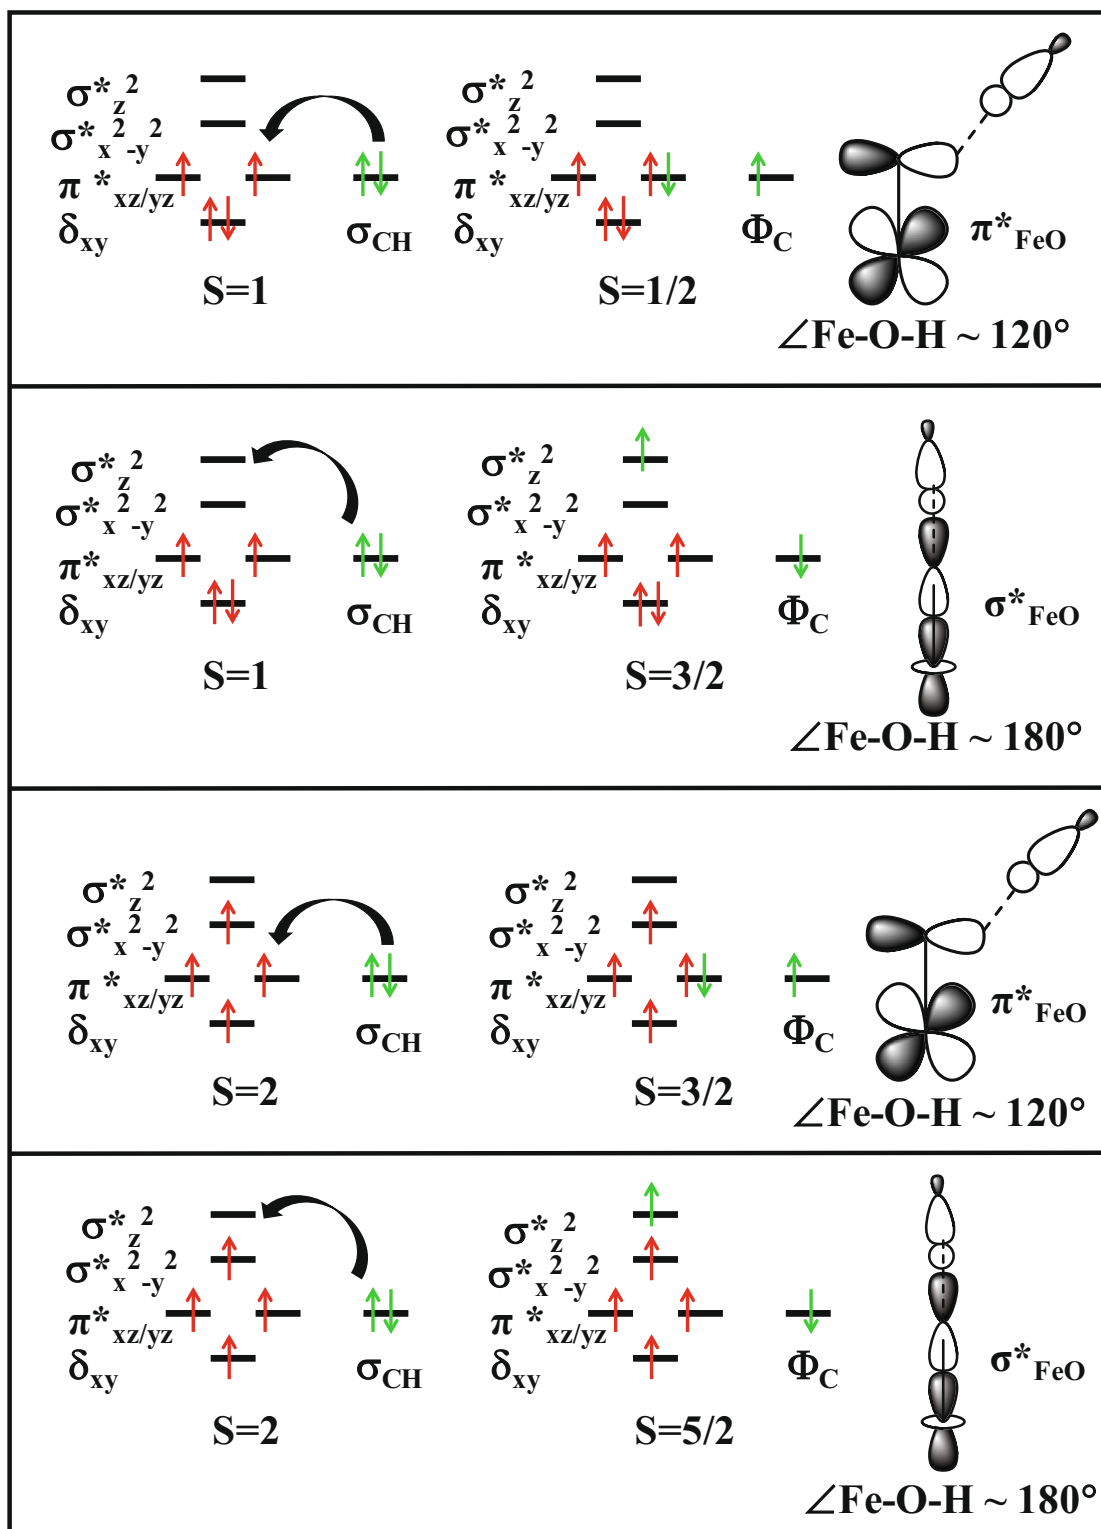 σ*z2 σ*z2
σ*x2-y2 σ*x2-y2
π *xz/yz π *xz/yz π*FeO
δxy σCH δxy ΦC
S=1 S=1/2
∠Fe-O-H ~ 120°
σ*z2 σ*z2
σ*x2-y2 σ*x2-y2
π*xz/yz π *xz/yz σ*FeO
δxy σCH δxy ΦC
S=1 S=3/2
∠Fe-O-H ~ 180°
σ*z2 σ*z2
σ*x2-y2 σ*x2-y2
π *xz/yz π *xz/yz π*FeO
δxy σCH δxy ΦC
S=2 S=3/2
∠Fe-O-H ~ 120°
σ*z2 σ*z2
σ*x2-y2 σ*x2-y2
π*xz/yz π *xz/yz σ*FeO
δxy σCH δxy ΦC
S=2 S=5/2
∠Fe-O-H ~ 180°